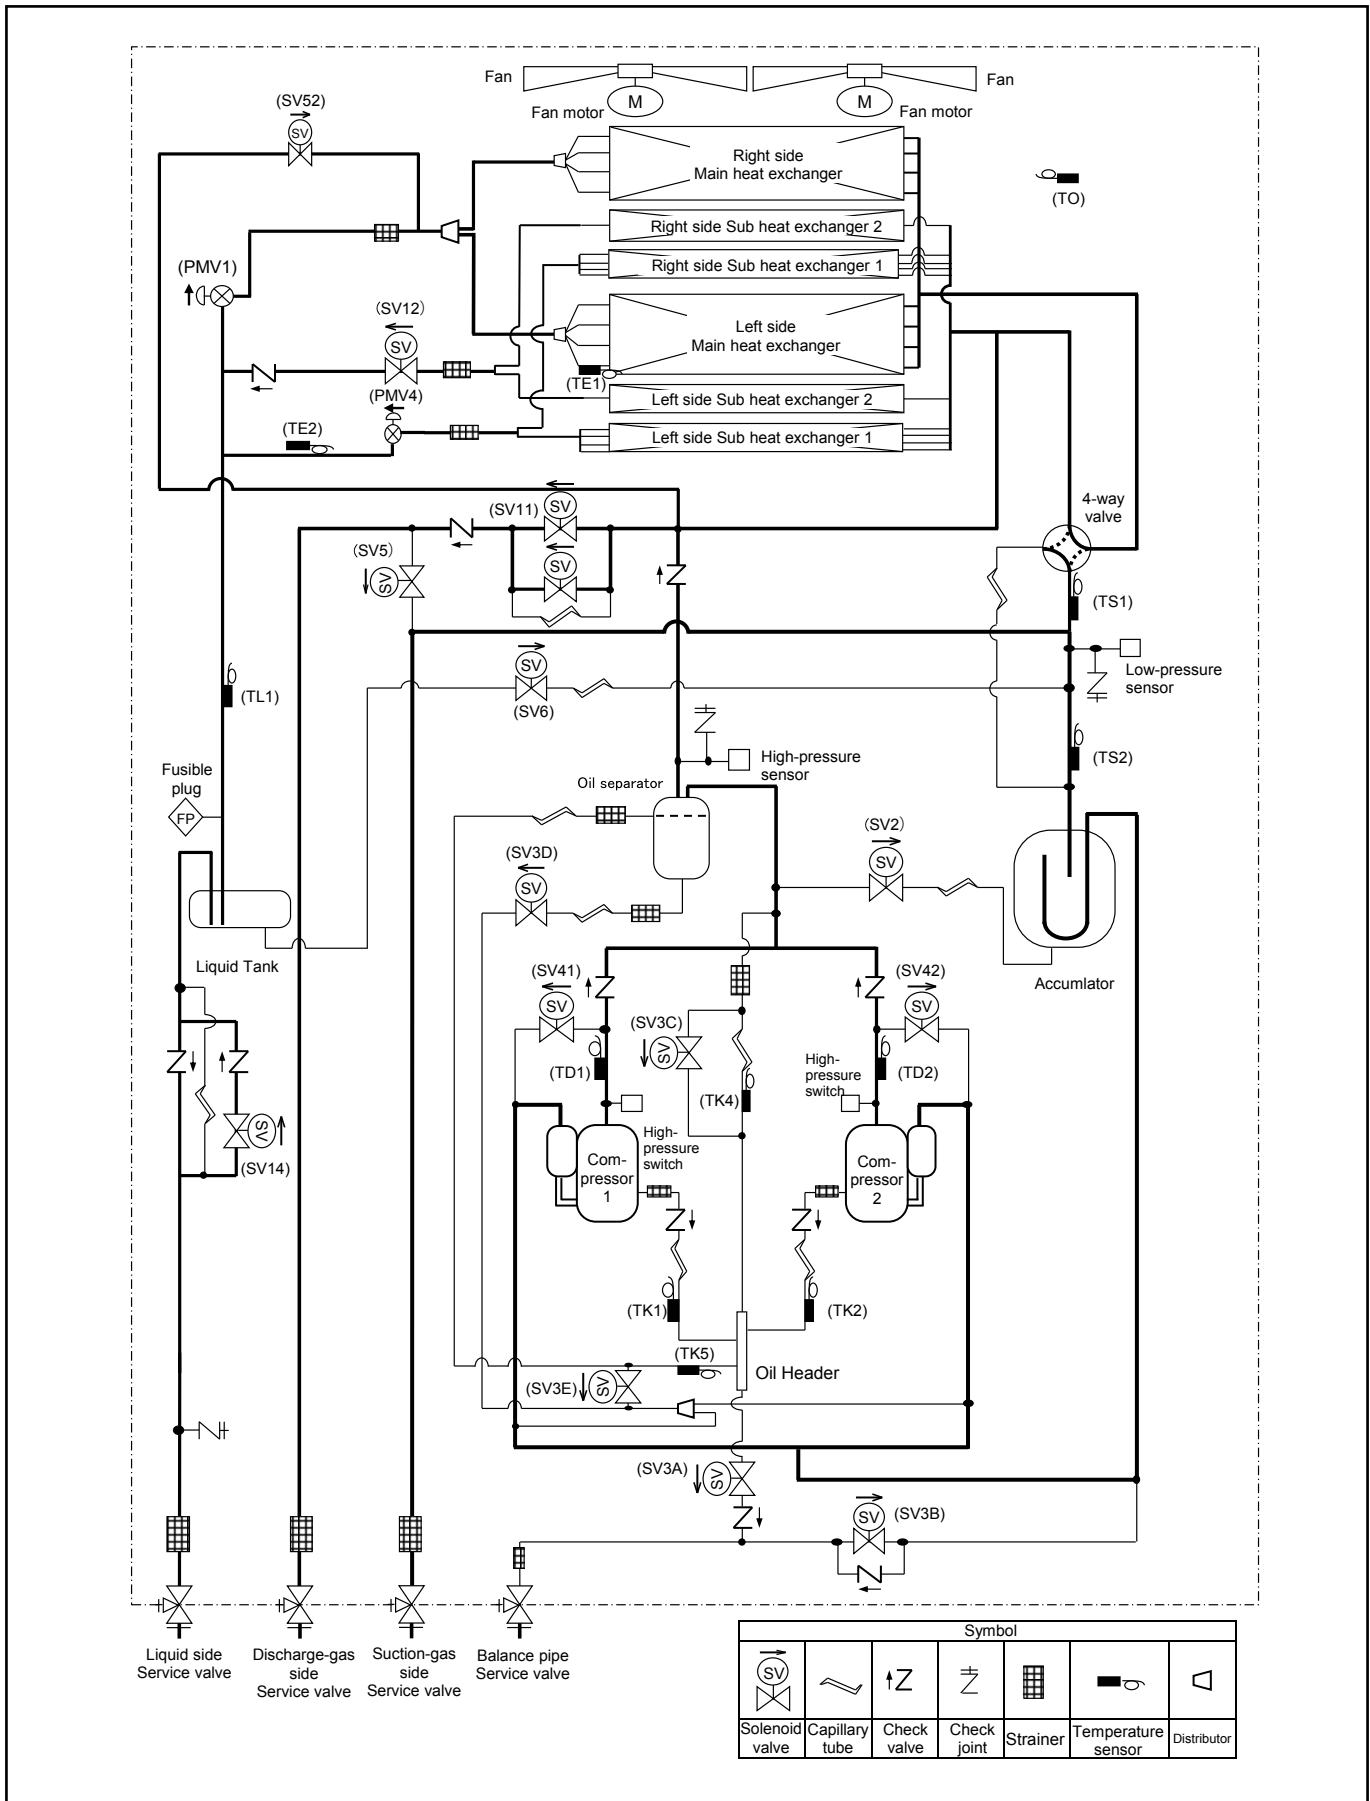 Fan
Fan
M
M
Fan motor
Fan motor
(SV52)
SV
Right side
Main heat exchanger
(TO)
Right side Sub heat exchanger 2
(PMV1)
Right side Sub heat exchanger 1
(SV12)
SV
Left side
Main heat exchanger
(PMV4)
(TE1)
Left side Sub heat exchanger 2
(TE2)
Left side Sub heat exchanger 1
4-way
valve
(SV11)
SV
(SV5)
SV
SV
(TS1)
SV
(SV6)
Low-pressure
sensor
(TL1)
(TS2)
High-pressure
sensor
Fusible
plug
FP
Oil separator
(SV2)
SV
(SV3D)
SV
Liquid Tank
(SV41)
SV
(SV42)
SV
Accumlator
(SV3C)
SV
(TD1)
High-
pressure
switch
(TD2)
(TK4)
SV
(SV14)
High-
pressure
switch
Com-
pressor
1
Com-
pressor
2
(TK1)
(TK2)
(TK5)
Oil Header
(SV3E)
SV
(SV3A)
SV
(SV3B)
SV
Liquid side
Service valve
Discharge-gas
side
Service valve
Suction-gas
side
Service valve
Balance pipe
Service valve
Symbol
SV
Solenoid
valve
Capillary
tube
Check
valve
Check
joint
Strainer
Temperature
sensor
Distributor